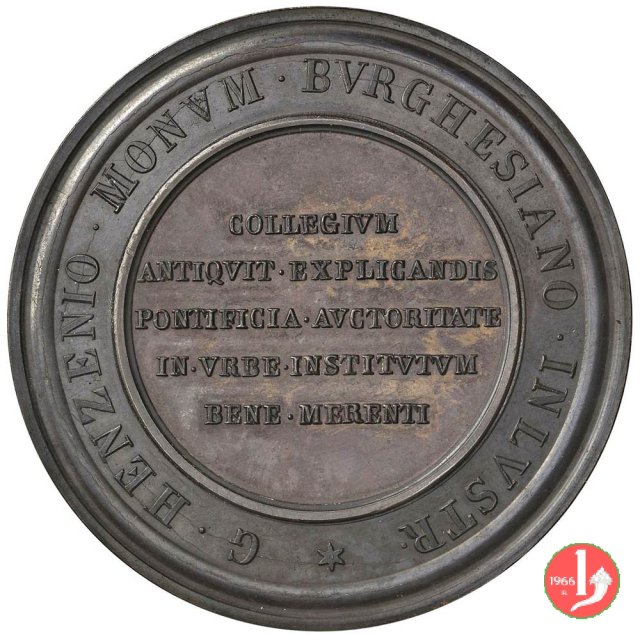 G · HENZENIO · MONVM · BVRGHESIANO · INLVSTR ·
COLLEGIVM
ANTIQVIT · EXPLICANDIS
PONTIFICIA · AVCTORITATE
IN · VRBE · INSTITVTVM
BENE · MERENTI
1966